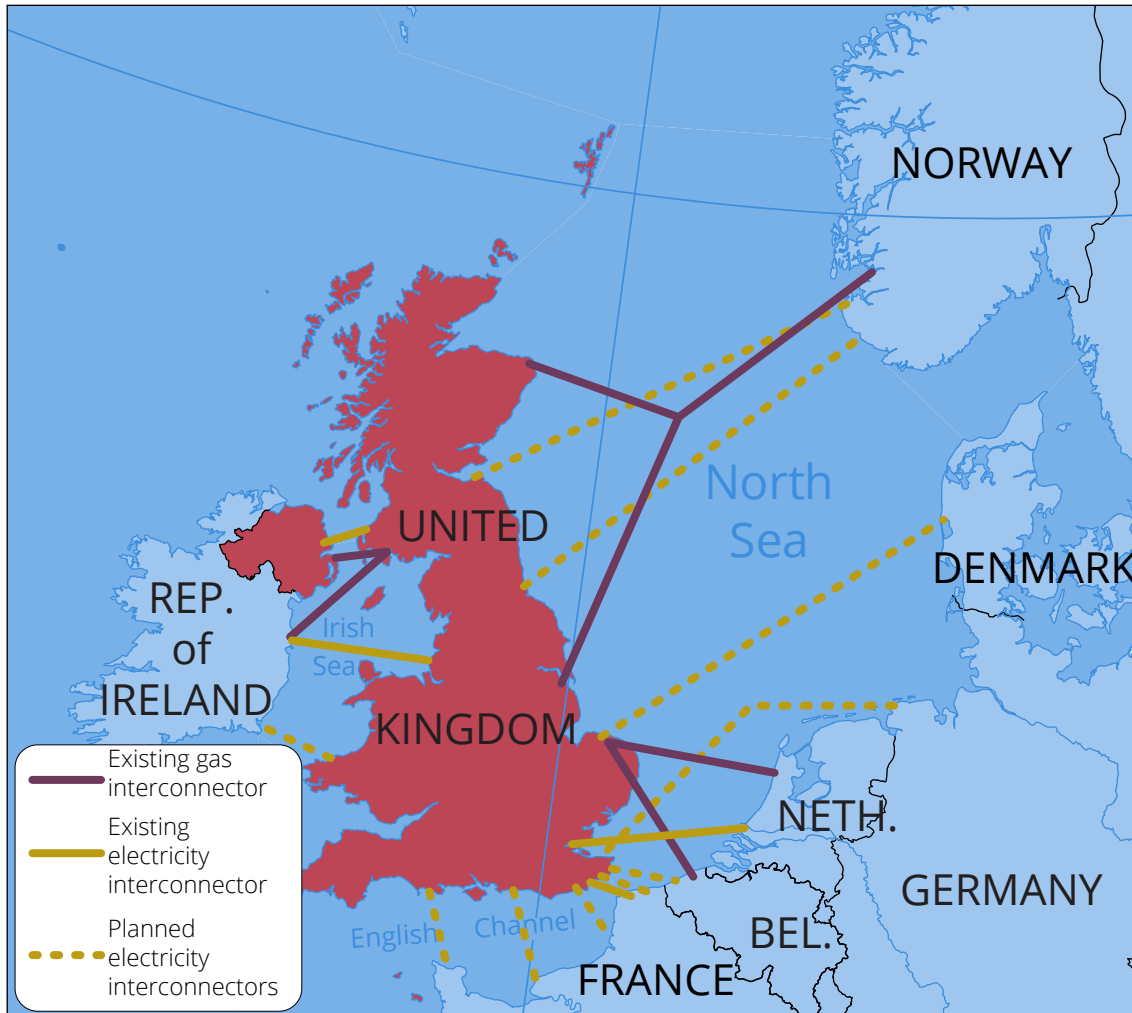 NORWAY
North
Sea
UNITED
DENMARK
REP.
of
IRELAND
Irish
Sea
KINGDOM
NETH.
GERMANY
BEL.
English Channel
FRANCE
Existing gas
interconnector
Existing
electricity
interconnector
Planned
electricity
interconnectors